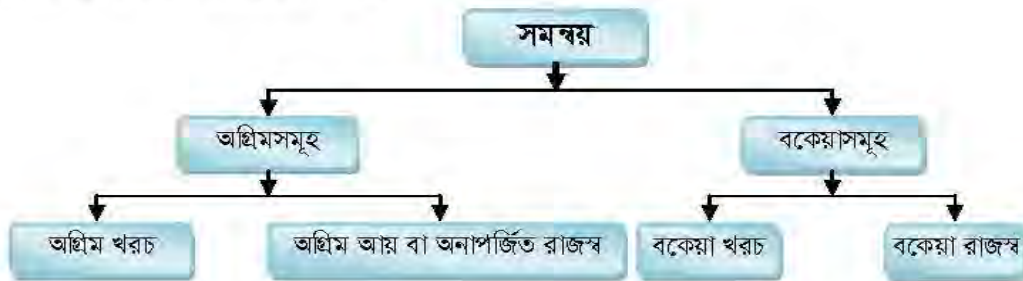 সমন্বয়
অগ্রিমসমূহ
বকেয়াসমূহ
অগ্রিম খরচ
অগ্রিম আয় বা অনাপর্জিত রাজস্ব
বকেয়া খরচ
বকেয়া রাজস্ব